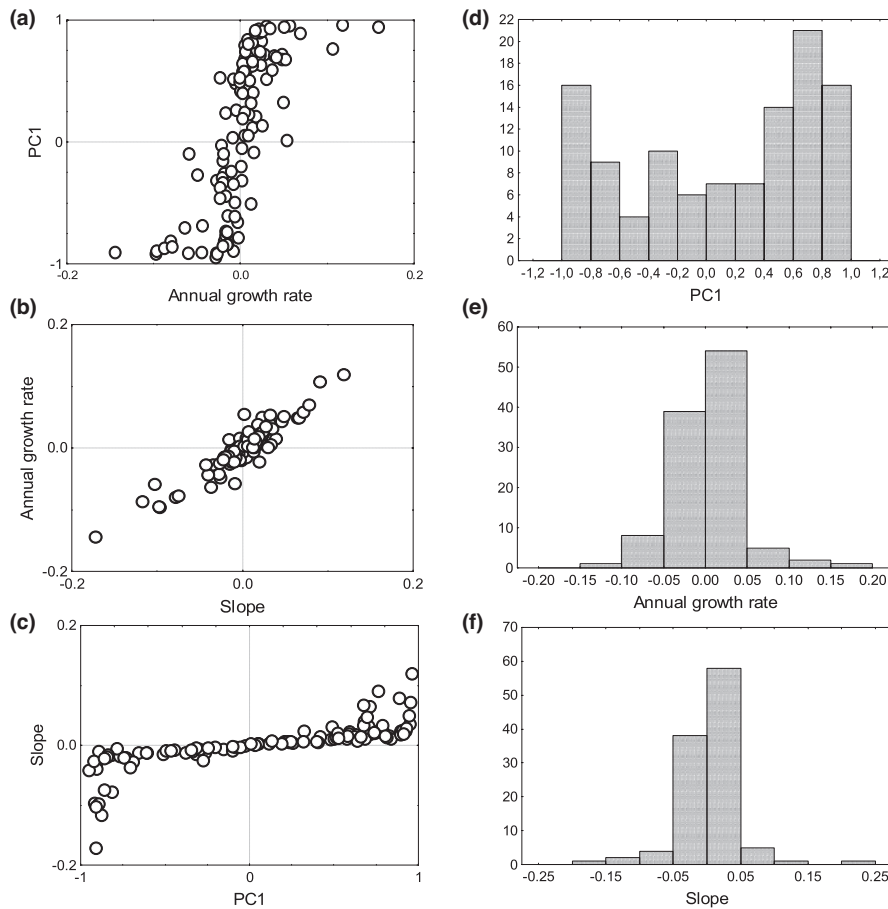 (a)
1
0
-1
PC1
-0.2
0.0
0.2
Annual growth rate
(b)
0.2
0.0
-0.2
Annual growth rate
-0.2
0.0
0.2
Slope
(c)
0.2
0.0
-0.2
Slope
-1
0
1
PC1
(d)
22
20
18
16
14
12
10
8
6
4
2
0
-1,2 -1,0 -0,8 -0,6 -0,4 -0,2 0,0 0,2 0,4 0,6 0,8 1,0 1,2
PC1
(e)
60
50
40
30
20
10
0
-0.20 -0.15 -0.10 -0.05 0.00 0.05 0.10 0.15 0.20
Annual growth rate
(f)
70
60
50
40
30
20
10
0
-0.25 -0.15 -0.05 0.05 0.15 0.25
Slope